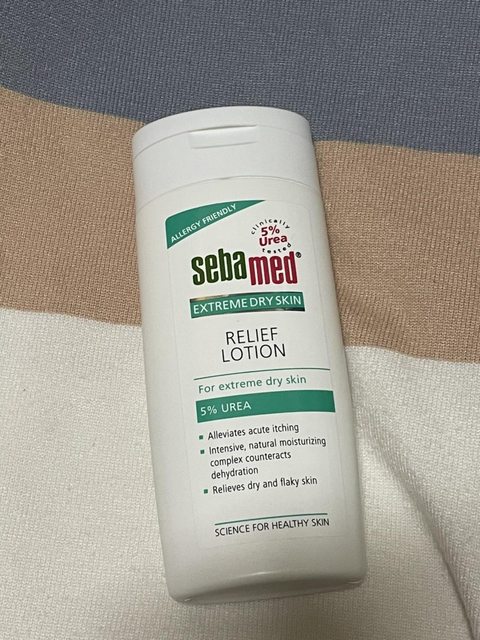 ALLERGY FRIENDLY
clinically
5%
Urea
tested
sebamed®
EXTREME DRY SKIN
RELIEF
LOTION
For extreme dry skin
5% UREA
▪ Alleviates acute itching
▪ Intensive, natural moisturizing
complex counteracts
dehydration
▪ Relieves dry and flaky skin
SCIENCE FOR HEALTHY SKIN